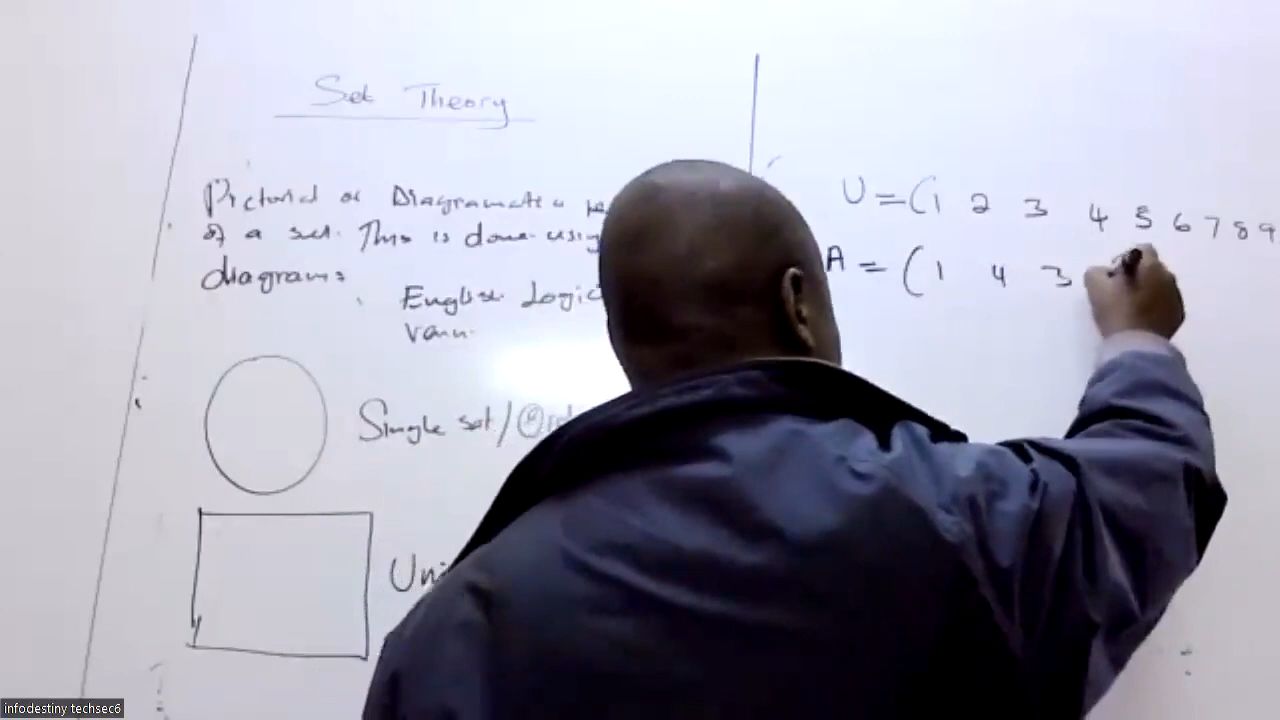 Set Theory
Pictorial or Diagramatic
of a set. This is done using
diagrams
English Logic
Venn.
Single set /
Uni
U = (1 2 3 4 5 6 7 8 9
A = (1 4 3
infodestiny techsec6